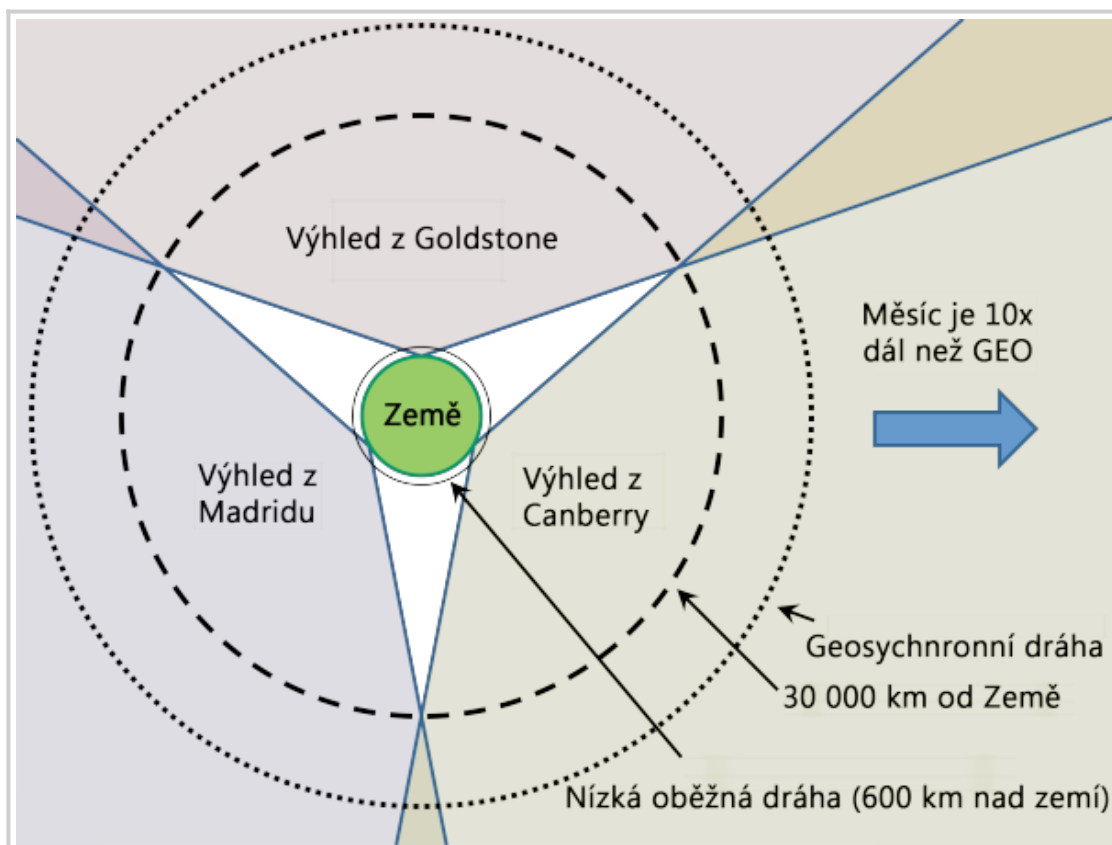 Výhled z Goldstone
Měsíc je 10x
dál než GEO
Země
Výhled z
Madridu
Výhled z
Canberry
Geosychnronní dráha
30 000 km od Země
Nízká oběžná dráha (600 km nad zemí)